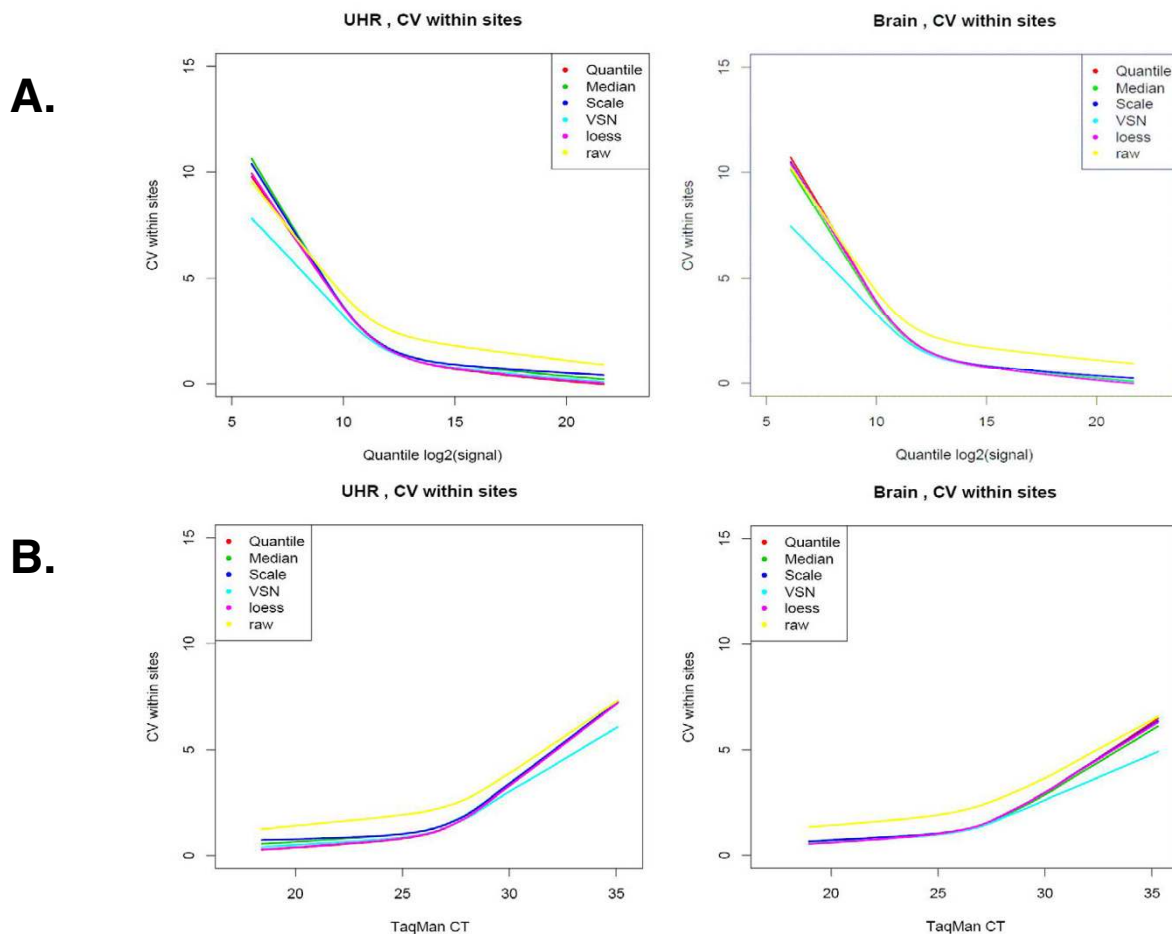 A.
UHR , CV within sites
CV within sites
15
10
5
0
Quantile
Median
Scale
VSN
loess
raw
5
10
15
20
Quantile log2(signal)
Brain , CV within sites
CV within sites
15
10
5
0
Quantile
Median
Scale
VSN
loess
raw
5
10
15
20
Quantile log2(signal)
B.
UHR , CV within sites
CV within sites
15
10
5
0
Quantile
Median
Scale
VSN
loess
raw
20
25
30
35
TaqMan CT
Brain , CV within sites
CV within sites
15
10
5
0
Quantile
Median
Scale
VSN
loess
raw
20
25
30
35
TaqMan CT